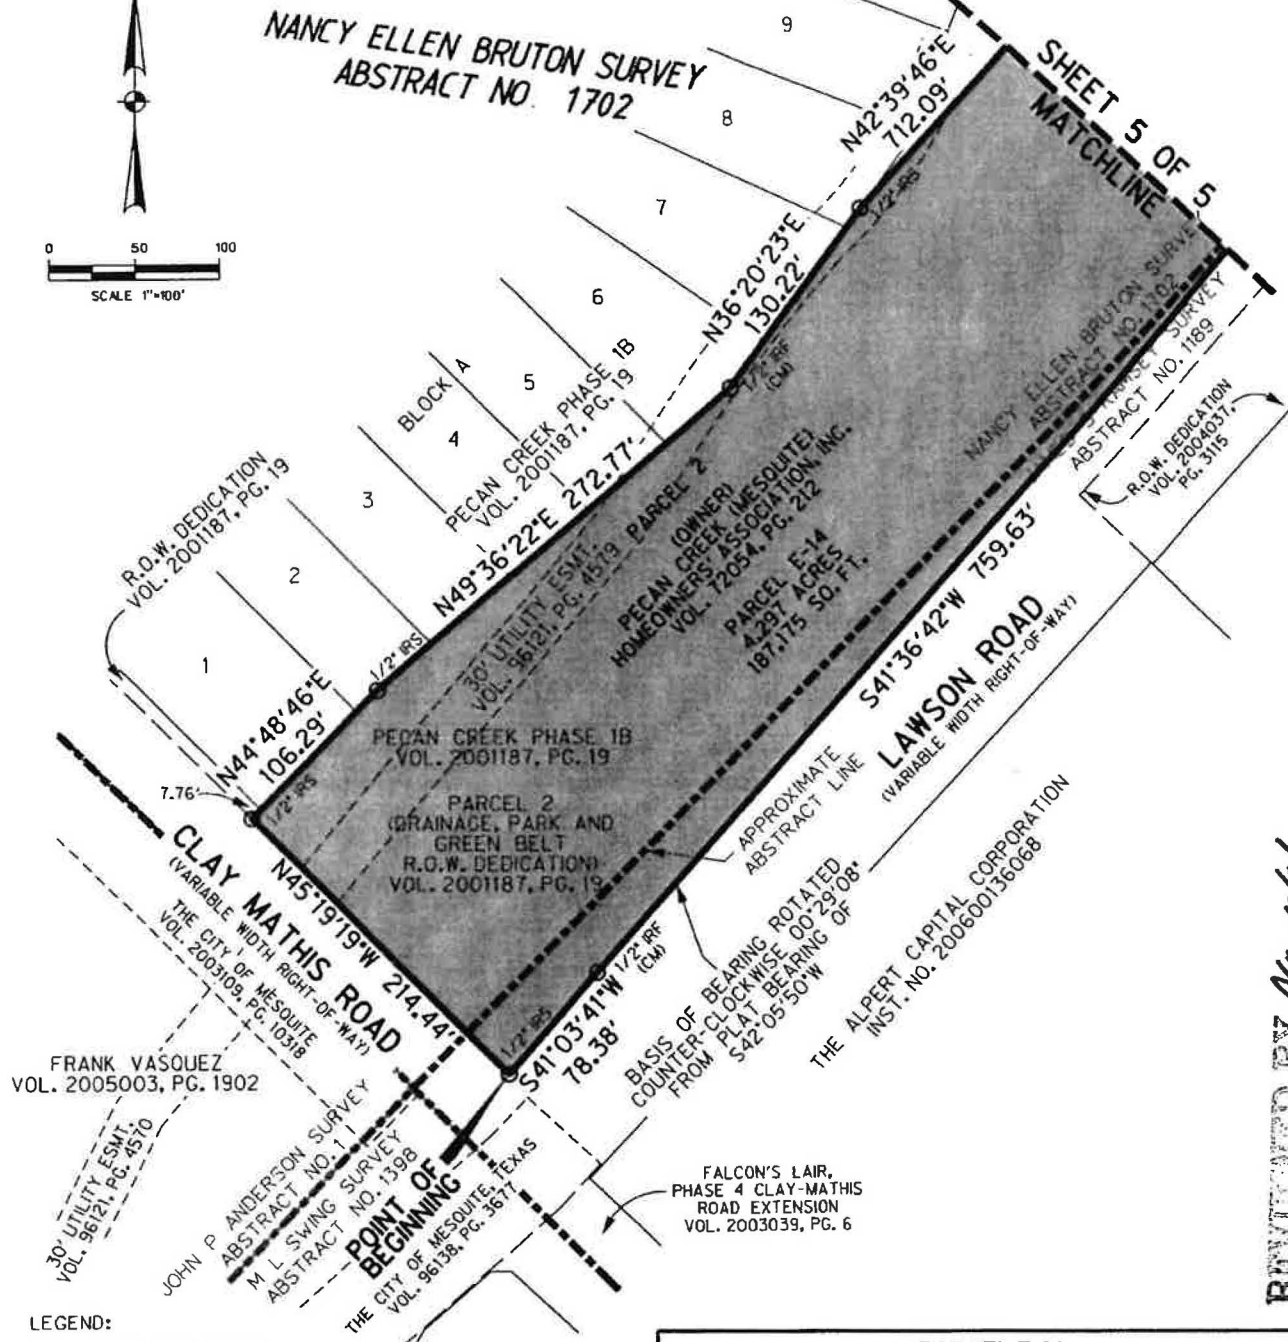 NANCY ELLEN BRUTON SURVEY
ABSTRACT NO. 1702
0 50 100
SCALE 1"=100'
9
8
7
6
5
4
3
2
1
BLOCK A
SHEET 5 OF 5
MATCHLINE
N42°39'46"E
712.09'
1/2" IRS
N36°20'23"E
130.22'
1/2" IRF
(CM)
PECAN CREEK PHASE 1B
VOL. 2001187, PG. 19
N49°36'22"E 272.77'
R.O.W. DEDICATION
VOL. 2001187, PG. 19
1/2" IRS
N44°48'46"E
106.29'
7.76'
1/2" IRS
30' UTILITY ESMT.
VOL. 96121, PG. 4579
PARCEL 2
(OWNER)
PECAN CREEK (MESQUITE)
HOMEOWNERS' ASSOCIATION, INC.
VOL. 72054, PG. 212
PARCEL E-14
4.297 ACRES
187,175 SQ. FT.
NANCY ELLEN BRUTON SURVE
ABSTRACT NO. 1702
SURVEY
ABSTRACT NO. 1189
R.O.W. DEDICATION
VOL. 2004037,
PG. 3115
S41°36'42"W 759.63'
LAWSON ROAD
(VARIABLE WIDTH RIGHT-OF-WAY)
PECAN CREEK PHASE 1B
VOL. 2001187, PG. 19
PARCEL 2
(DRAINAGE, PARK AND
GREEN BELT
R.O.W. DEDICATION)
VOL. 2001187, PG. 19
APPROXIMATE
ABSTRACT LINE
N45°19'19"W 214.44'
CLAY MATHIS ROAD
(VARIABLE WIDTH RIGHT-OF-WAY)
THE CITY OF MESQUITE
VOL. 2003109, PG. 10318
1/2" IRF
(CM)
1/2" IRS
S41°03'41"W
78.38'
BASIS OF BEARING ROTATED
COUNTER-CLOCKWISE 00°29'08"
FROM PLAT BEARING OF
S42°05'50"W
THE ALPERT CAPITAL CORPORATION
INST. NO. 200600136068
FRANK VASQUEZ
VOL. 2005003, PG. 1902
30' UTILITY ESMT.
VOL. 96121, PG. 4570
JOHN P ANDERSON SURVEY
ABSTRACT NO. 1
M L SWING SURVEY
ABSTRACT NO. 1398
POINT OF
BEGINNING
THE CITY OF MESQUITE, TEXAS
VOL. 96138, PG. 3677
FALCON'S LAIR,
PHASE 4 CLAY-MATHIS
ROAD EXTENSION
VOL. 2003039, PG. 6
LEGEND: